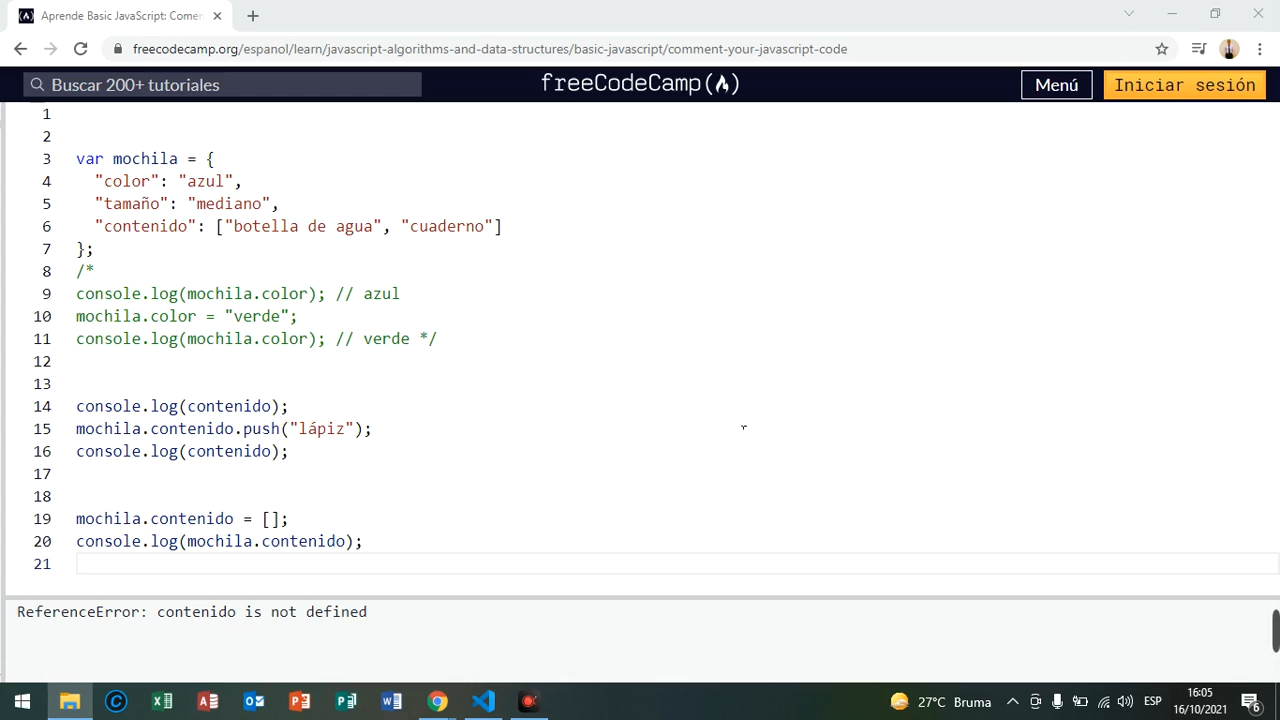 Aprende Basic JavaScript: Comen
freecodecamp.org/espanol/learn/javascript-algorithms-and-data-structures/basic-javascript/comment-your-javascript-code
Buscar 200+ tutoriales
freeCodeCamp
Menú
Iniciar sesión
1
2
3 var mochila = {
4 "color": "azul",
5 "tamaño": "mediano",
6 "contenido": ["botella de agua", "cuaderno"]
7 };
8 /*
9 console.log(mochila.color); // azul
10 mochila.color = "verde";
11 console.log(mochila.color); // verde */
12
13
14 console.log(contenido);
15 mochila.contenido.push("lápiz");
16 console.log(contenido);
17
18
19 mochila.contenido = [];
20 console.log(mochila.contenido);
21
ReferenceError: contenido is not defined
27°C Bruma
ESP
16:05
16/10/2021
6